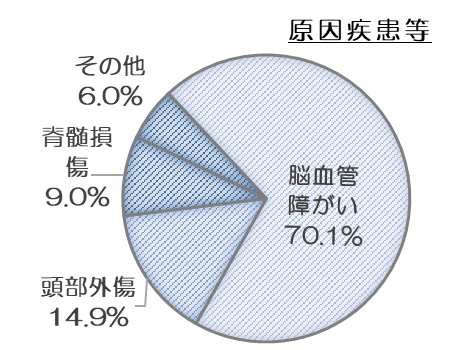 原因疾患等
その他
6.0%
脊髄損
傷
9.0%
脳血管
障がい
70.1%
頭部外傷
14.9%